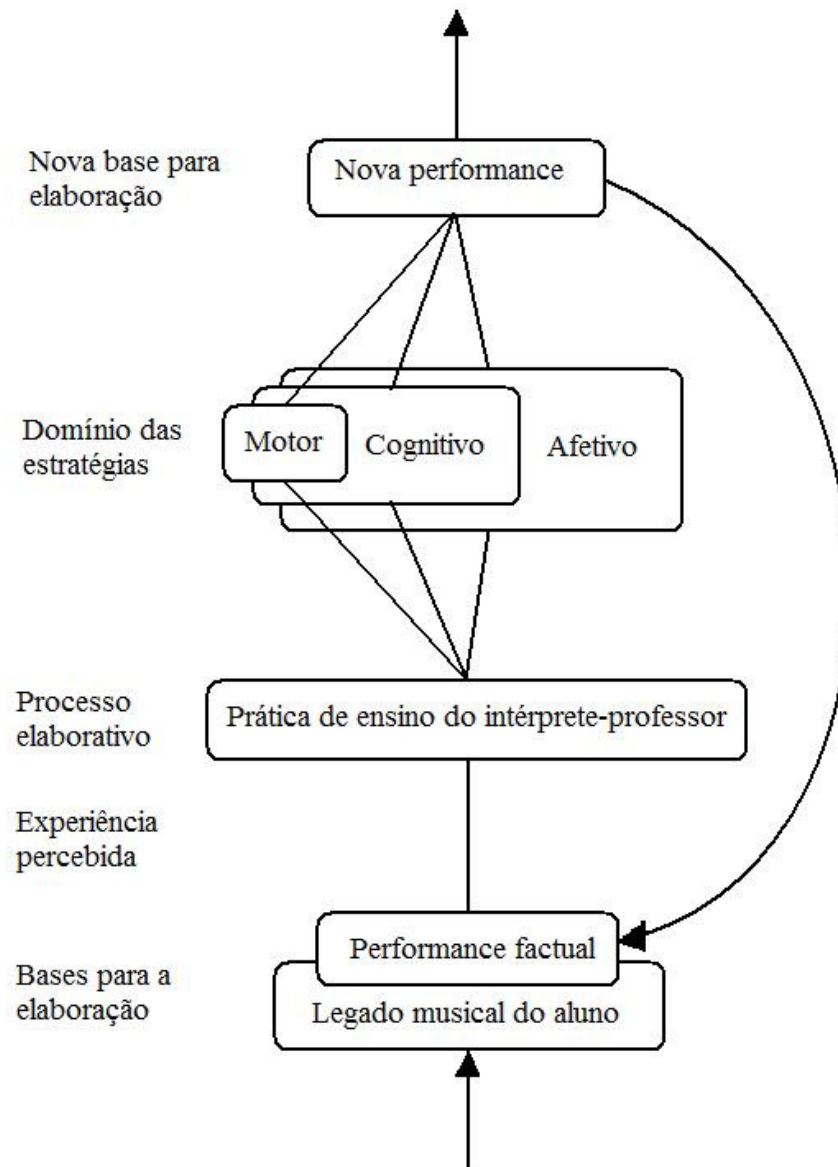 Nova base para
elaboração
Nova performance
Domínio das
estratégias
Motor
Cognitivo
Afetivo
Processo
elaborativo
Prática de ensino do intérprete-professor
Experiência
percebida
Performance factual
Bases para a
elaboração
Legado musical do aluno